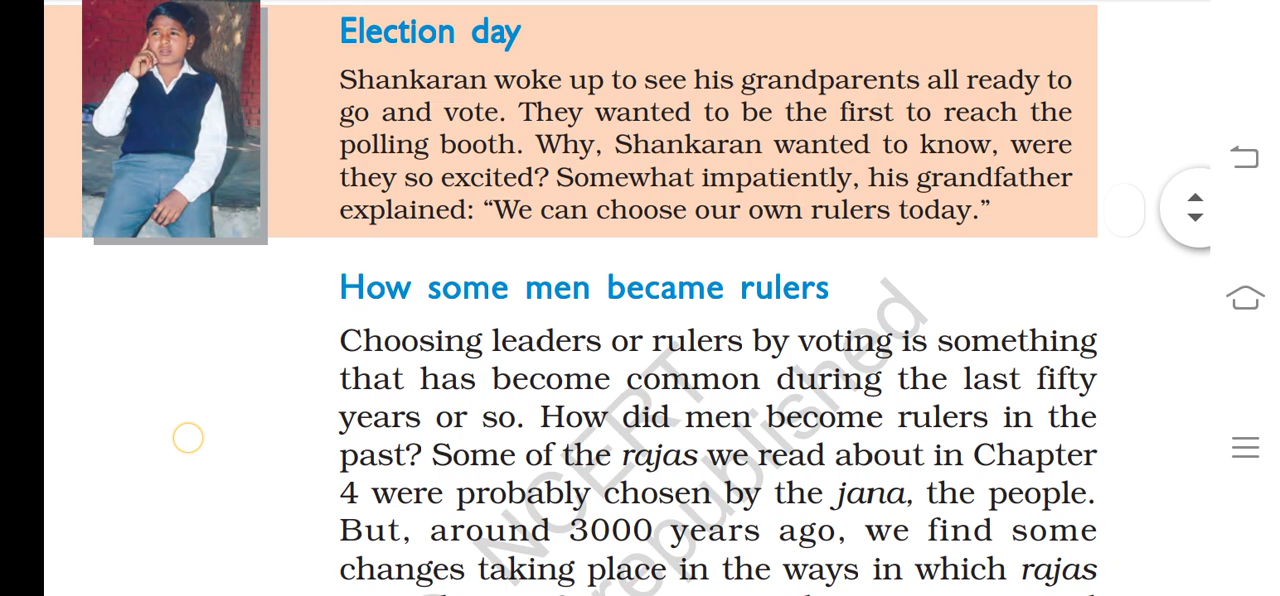 Election day
Shankaran woke up to see his grandparents all ready to
go and vote. They wanted to be the first to reach the
polling booth. Why, Shankaran wanted to know, were
they so excited? Somewhat impatiently, his grandfather
explained: “We can choose our own rulers today.”
How some men became rulers
Choosing leaders or rulers by voting is something
that has become common during the last fifty
years or so. How did men become rulers in the
past? Some of the rajas we read about in Chapter
4 were probably chosen by the jana, the people.
But, around 3000 years ago, we find some
changes taking place in the ways in which rajas
NCERT
republished